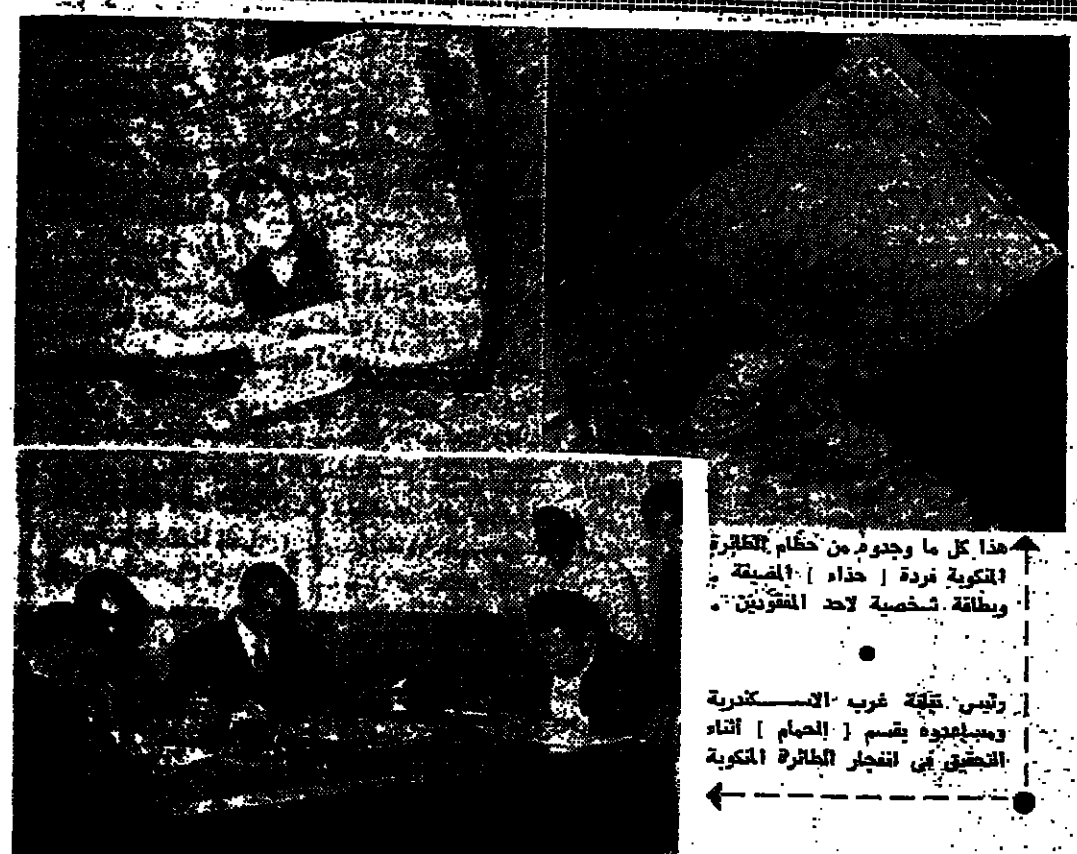 هذا كل ما وجدوه من حطام الطائرة
المنكوبة فردة [ حذاء ] المضيفة .
وبطاقة شخصية لاحد المفقودين .
رئيس نيابة غرب الاسكندرية
ومساعدوه بقسم [ الحمام ] أثناء
التحقيق في انفجار الطائرة المنكوبة